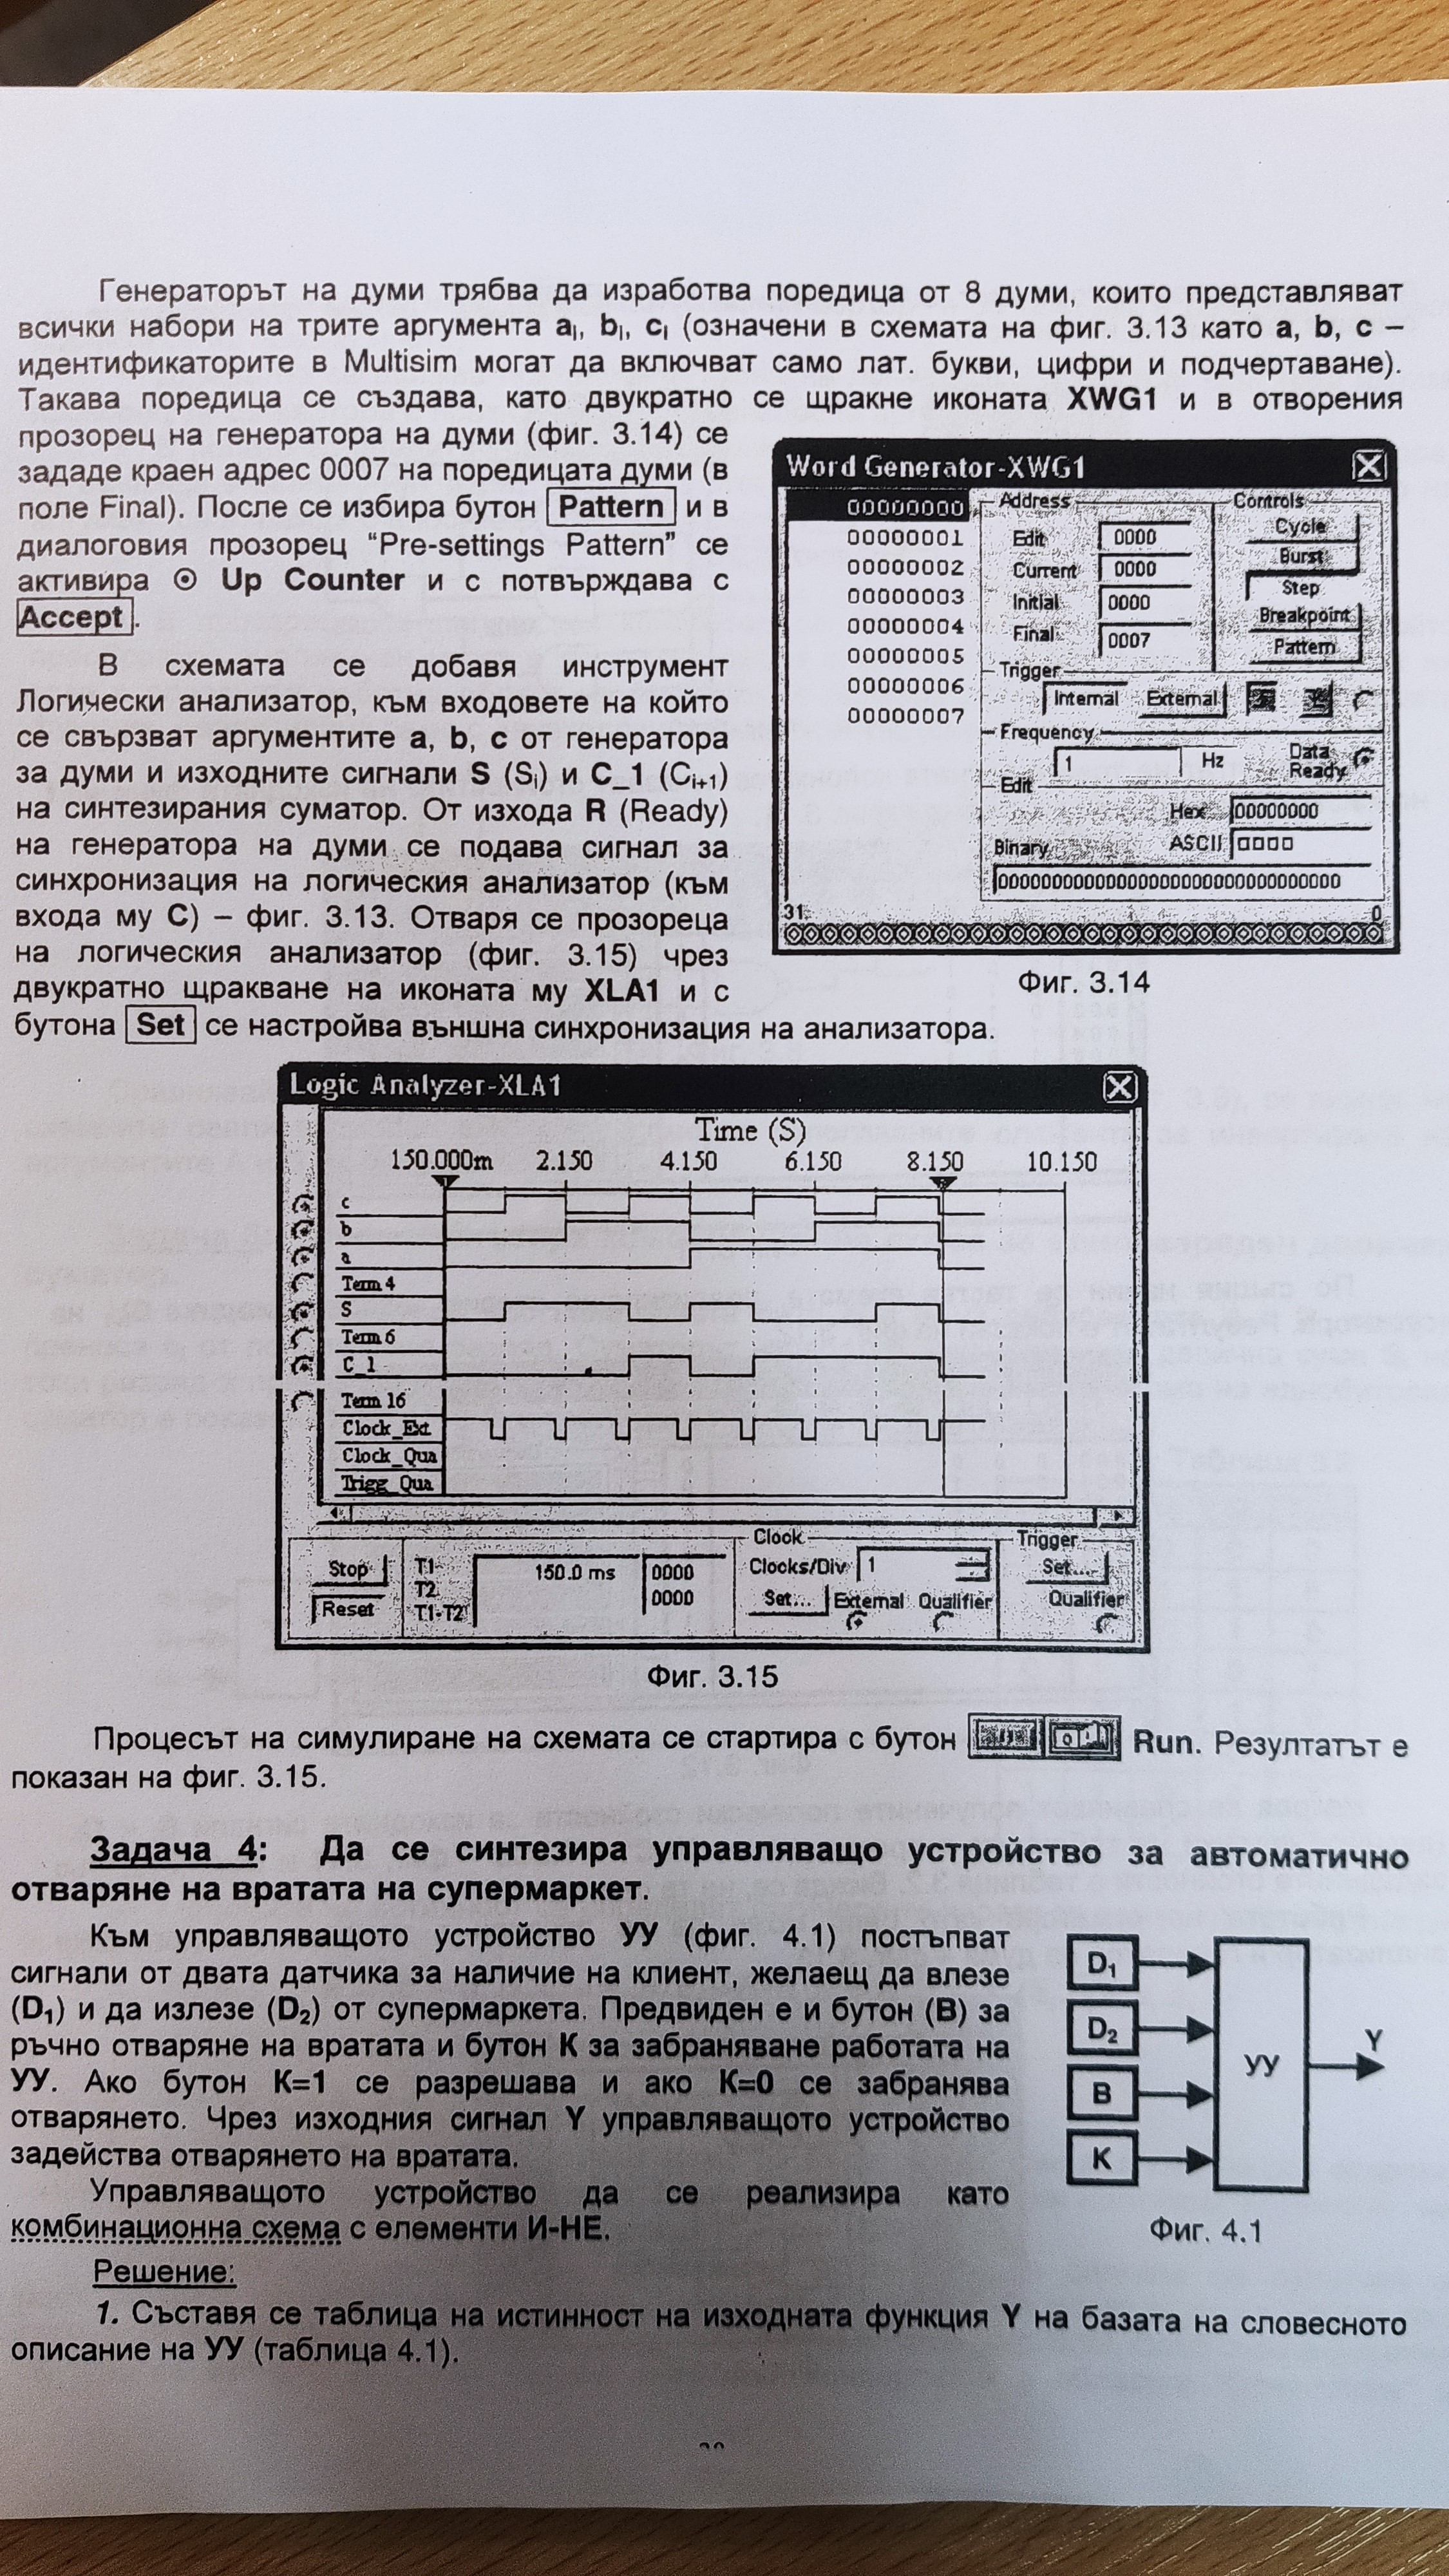 Генераторът на думи трябва да изработва поредица от 8 думи, които представляват
всички набори на трите аргумента aᵢ, bᵢ, cᵢ (означени в схемата на фиг. 3.13 като a, b, c –
идентификаторите в Multisim могат да включват само лат. букви, цифри и подчертаване).
Такава поредица се създава, като двукратно се щракне иконата XWG1 и в отворения
прозорец на генератора на думи (фиг. 3.14) се
зададе краен адрес 0007 на поредицата думи (в
поле Final). После се избира бутон Pattern и в
диалоговия прозорец “Pre-settings Pattern” се
активира ⊙ Up Counter и с потвърждава с
Accept.
В схемата се добавя инструмент
Логически анализатор, към входовете на който
се свързват аргументите a, b, c от генератора
за думи и изходните сигнали S (Sᵢ) и C_1 (Cᵢ₊₁)
на синтезирания суматор. От изхода R (Ready)
на генератора на думи се подава сигнал за
синхронизация на логическия анализатор (към
входа му C) – фиг. 3.13. Отваря се прозореца
на логическия анализатор (фиг. 3.15) чрез
двукратно щракване на иконата му XLA1 и с
бутона Set се настройва външна синхронизация на анализатора.
Word Generator-XWG1
00000000
00000001
00000002
00000003
00000004
00000005
00000006
00000007
Address
Edit 0000
Current 0000
Initial 0000
Final 0007
Controls
Cycle
Burst
Step
Breakpoint
Pattern
Trigger
Internal External
Frequency
1 Hz
Data
Ready
Edit
Hex 00000000
ASCII
Binary
00000000000000000000000000000000
31 0
Фиг. 3.14
Logic Analyzer-XLA1
Time (S)
150.000m 2.150 4.150 6.150 8.150 10.150
c
b
a
Term 4
S
Term 6
C_1
Term 16
Clock_Ext
Clock_Qua
Trigg_Qua
Stop
Reset
T1
T2
T1-T2
150.0 ms
0000
0000
Clock
Clocks/Div 1
Set... External Qualifier
Trigger
Set...
Qualifier
Фиг. 3.15
Процесът на симулиране на схемата се стартира с бутон Run. Резултатът е
показан на фиг. 3.15.
Задача 4: Да се синтезира управляващо устройство за автоматично
отваряне на вратата на супермаркет.
Към управляващото устройство УУ (фиг. 4.1) постъпват
сигнали от двата датчика за наличие на клиент, желаещ да влезе
(D₁) и да излезе (D₂) от супермаркета. Предвиден е и бутон (B) за
ръчно отваряне на вратата и бутон К за забраняване работата на
УУ. Ако бутон К=1 се разрешава и ако К=0 се забранява
отварянето. Чрез изходния сигнал Y управляващото устройство
задейства отварянето на вратата.
Управляващото устройство да се реализира като
комбинационна схема с елементи И-НЕ.
D₁
D₂
B
K
УУ
Y
Фиг. 4.1
Решение:
1. Съставя се таблица на истинност на изходната функция Y на базата на словесното
описание на УУ (таблица 4.1).